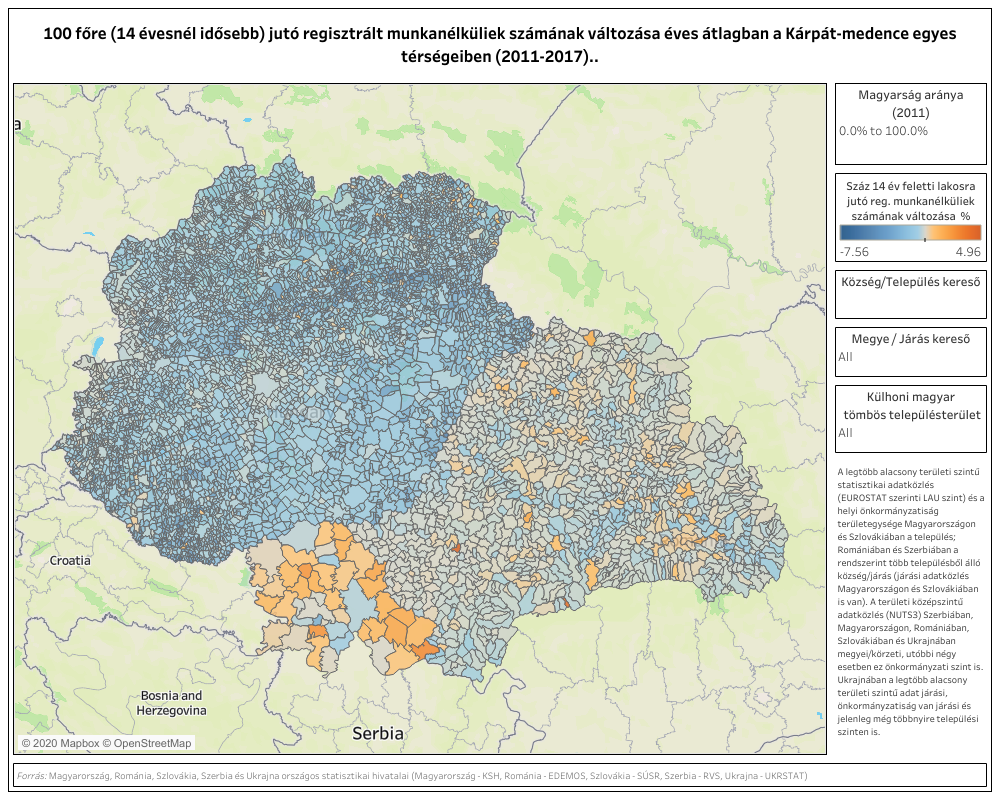 100 főre (14 évesnél idősebb) jutó regisztrált munkanélküliek számának változása éves átlagban a Kárpát-medence egyes
térségeiben (2011-2017)..
a
Croatia
Bosnia and
Herzegovina
Serbia
© 2020 Mapbox © OpenStreetMap
Magyarság aránya
(2011)
0.0% to 100.0%
Száz 14 év feletti lakosra
jutó reg. munkanélküliek
számának változása %
-7.56 4.96
Község/Település kereső
Megye / Járás kereső
All
Külhoni magyar
tömbös településterület
All
A legtöbb alacsony területi szintű
statisztikai adatközlés
(EUROSTAT szerinti LAU szint) és a
helyi önkormányzatiság
területegysége Magyarországon
és Szlovákiában a település;
Romániában és Szerbiában a
rendszerint több településből álló
község/járás (járási adatközlés
Magyarországon és Szlovákiában
is van). A területi középszintű
adatközlés (NUTS3) Szerbiában,
Magyarországon, Romániában,
Szlovákiában és Ukrajnában
megyei/körzeti, utóbbi négy
esetben ez önkormányzati szint is.
Ukrajnában a legtöbb alacsony
területi szintű adat járási,
önkormányzatiság van járási és
jelenleg még többnyire települési
szinten is.
Forrás: Magyarország, Románia, Szlovákia, Szerbia és Ukrajna országos statisztikai hivatalai (Magyarország - KSH, Románia - EDEMOS, Szlovákia - SÚSR, Szerbia - RVS, Ukrajna - UKRSTAT)